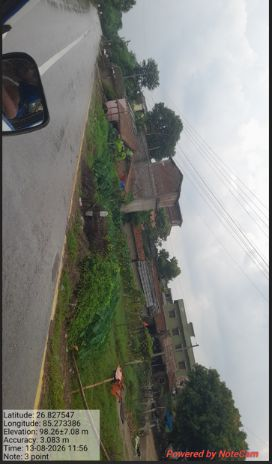 Latitude: 26.827547
Longitude: 85.273386
Elevation: 98.26±7.08 m
Accuracy: 3.083 m
Time: 13-08-2026 11:56
Note: 3 point
Powered by NoteCam